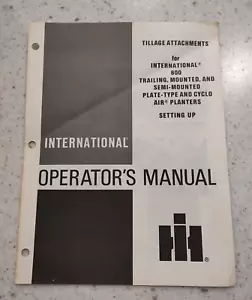 TILLAGE ATTACHMENTS
for
INTERNATIONAL®
800
TRAILING, MOUNTED, AND
SEMI-MOUNTED
PLATE-TYPE AND CYCLO
AIR® PLANTERS
SETTING UP
INTERNATIONAL®
OPERATOR'S MANUAL
IH